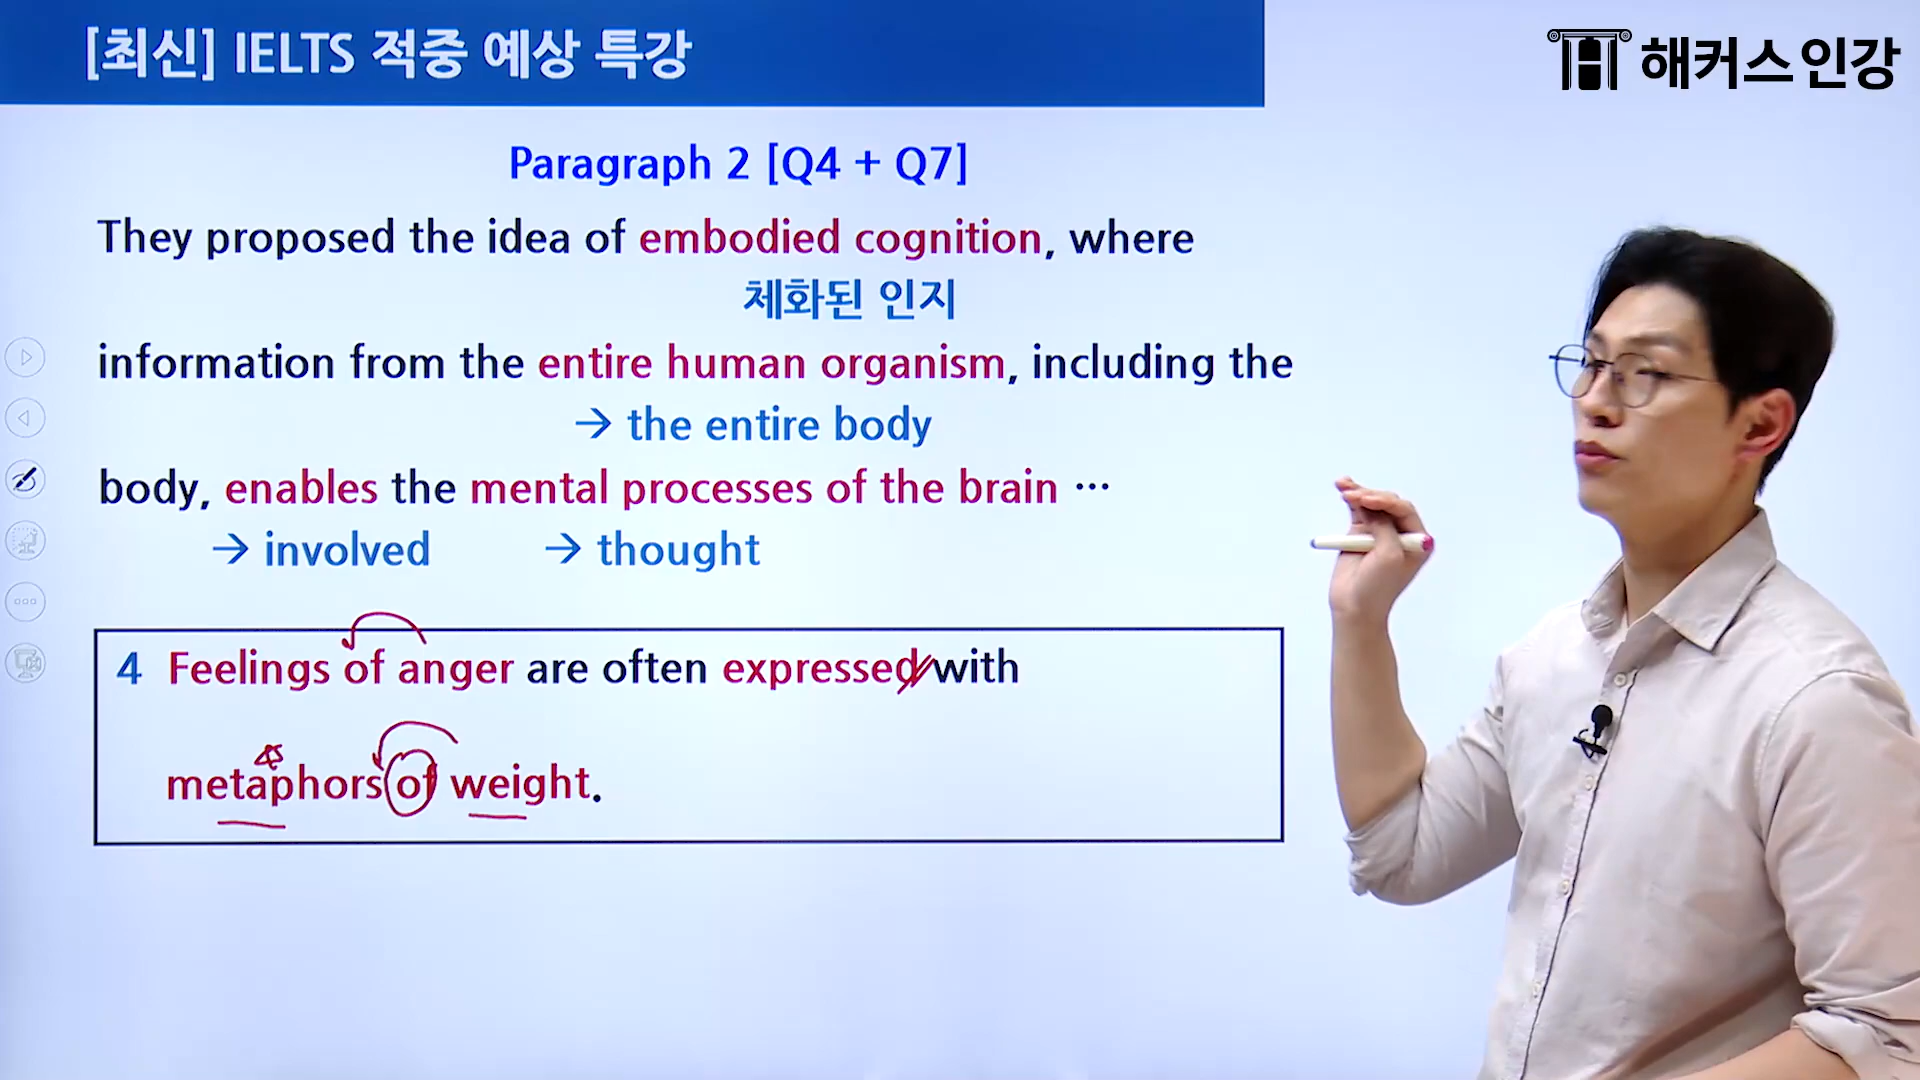 [최신] IELTS 적중 예상 특강
해커스인강
Paragraph 2 [Q4 + Q7]
They proposed the idea of embodied cognition, where
체화된 인지
information from the entire human organism, including the
→ the entire body
body, enables the mental processes of the brain ···
→ involved → thought
4 Feelings of anger are often expressed with
metaphors of weight.